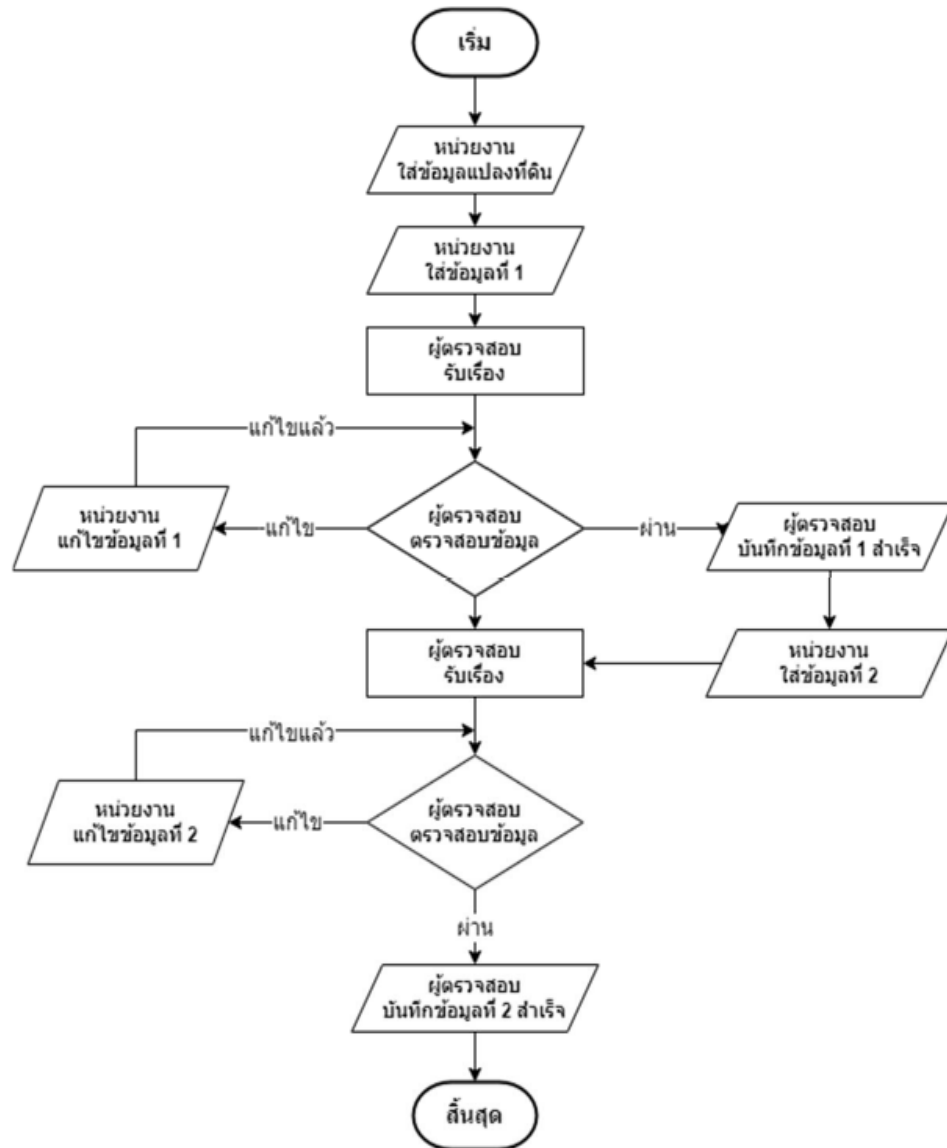 เริ่ม
หน่วยงาน
ใส่ข้อมูลแปลงที่ดิน
หน่วยงาน
ใส่ข้อมูลที่ 1
ผู้ตรวจสอบ
รับเรื่อง
แก้ไขแล้ว
หน่วยงาน
แก้ไขข้อมูลที่ 1
แก้ไข
ผู้ตรวจสอบ
ตรวจสอบข้อมูล
ผ่าน
ผู้ตรวจสอบ
บันทึกข้อมูลที่ 1 สำเร็จ
ผู้ตรวจสอบ
รับเรื่อง
หน่วยงาน
ใส่ข้อมูลที่ 2
แก้ไขแล้ว
หน่วยงาน
แก้ไขข้อมูลที่ 2
แก้ไข
ผู้ตรวจสอบ
ตรวจสอบข้อมูล
ผ่าน
ผู้ตรวจสอบ
บันทึกข้อมูลที่ 2 สำเร็จ
สิ้นสุด